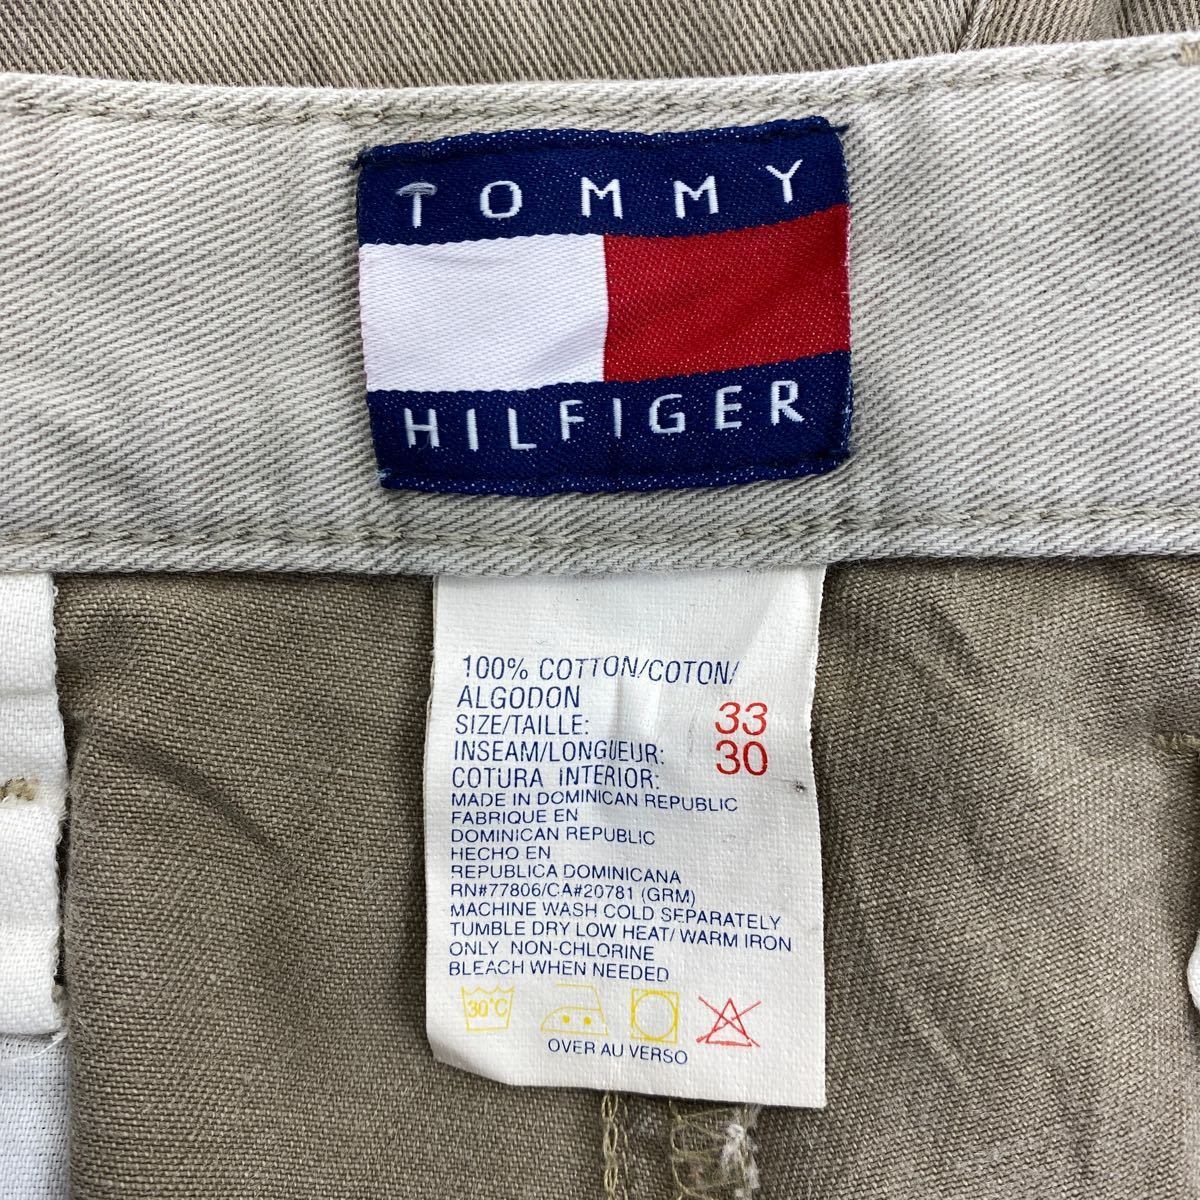 TOMMY
HILFIGER
100% COTTON/COTON/
ALGODON
SIZE/TAILLE: 33
INSEAM/LONGUEUR: 30
COTURA INTERIOR:
MADE IN DOMINICAN REPUBLIC
FABRIQUE EN
DOMINICAN REPUBLIC
HECHO EN
REPUBLICA DOMINICANA
RN#77806/CA#20781 (GRM)
MACHINE WASH COLD SEPARATELY
TUMBLE DRY LOW HEAT/ WARM IRON
ONLY NON-CHLORINE
BLEACH WHEN NEEDED
30°C
OVER AU VERSO